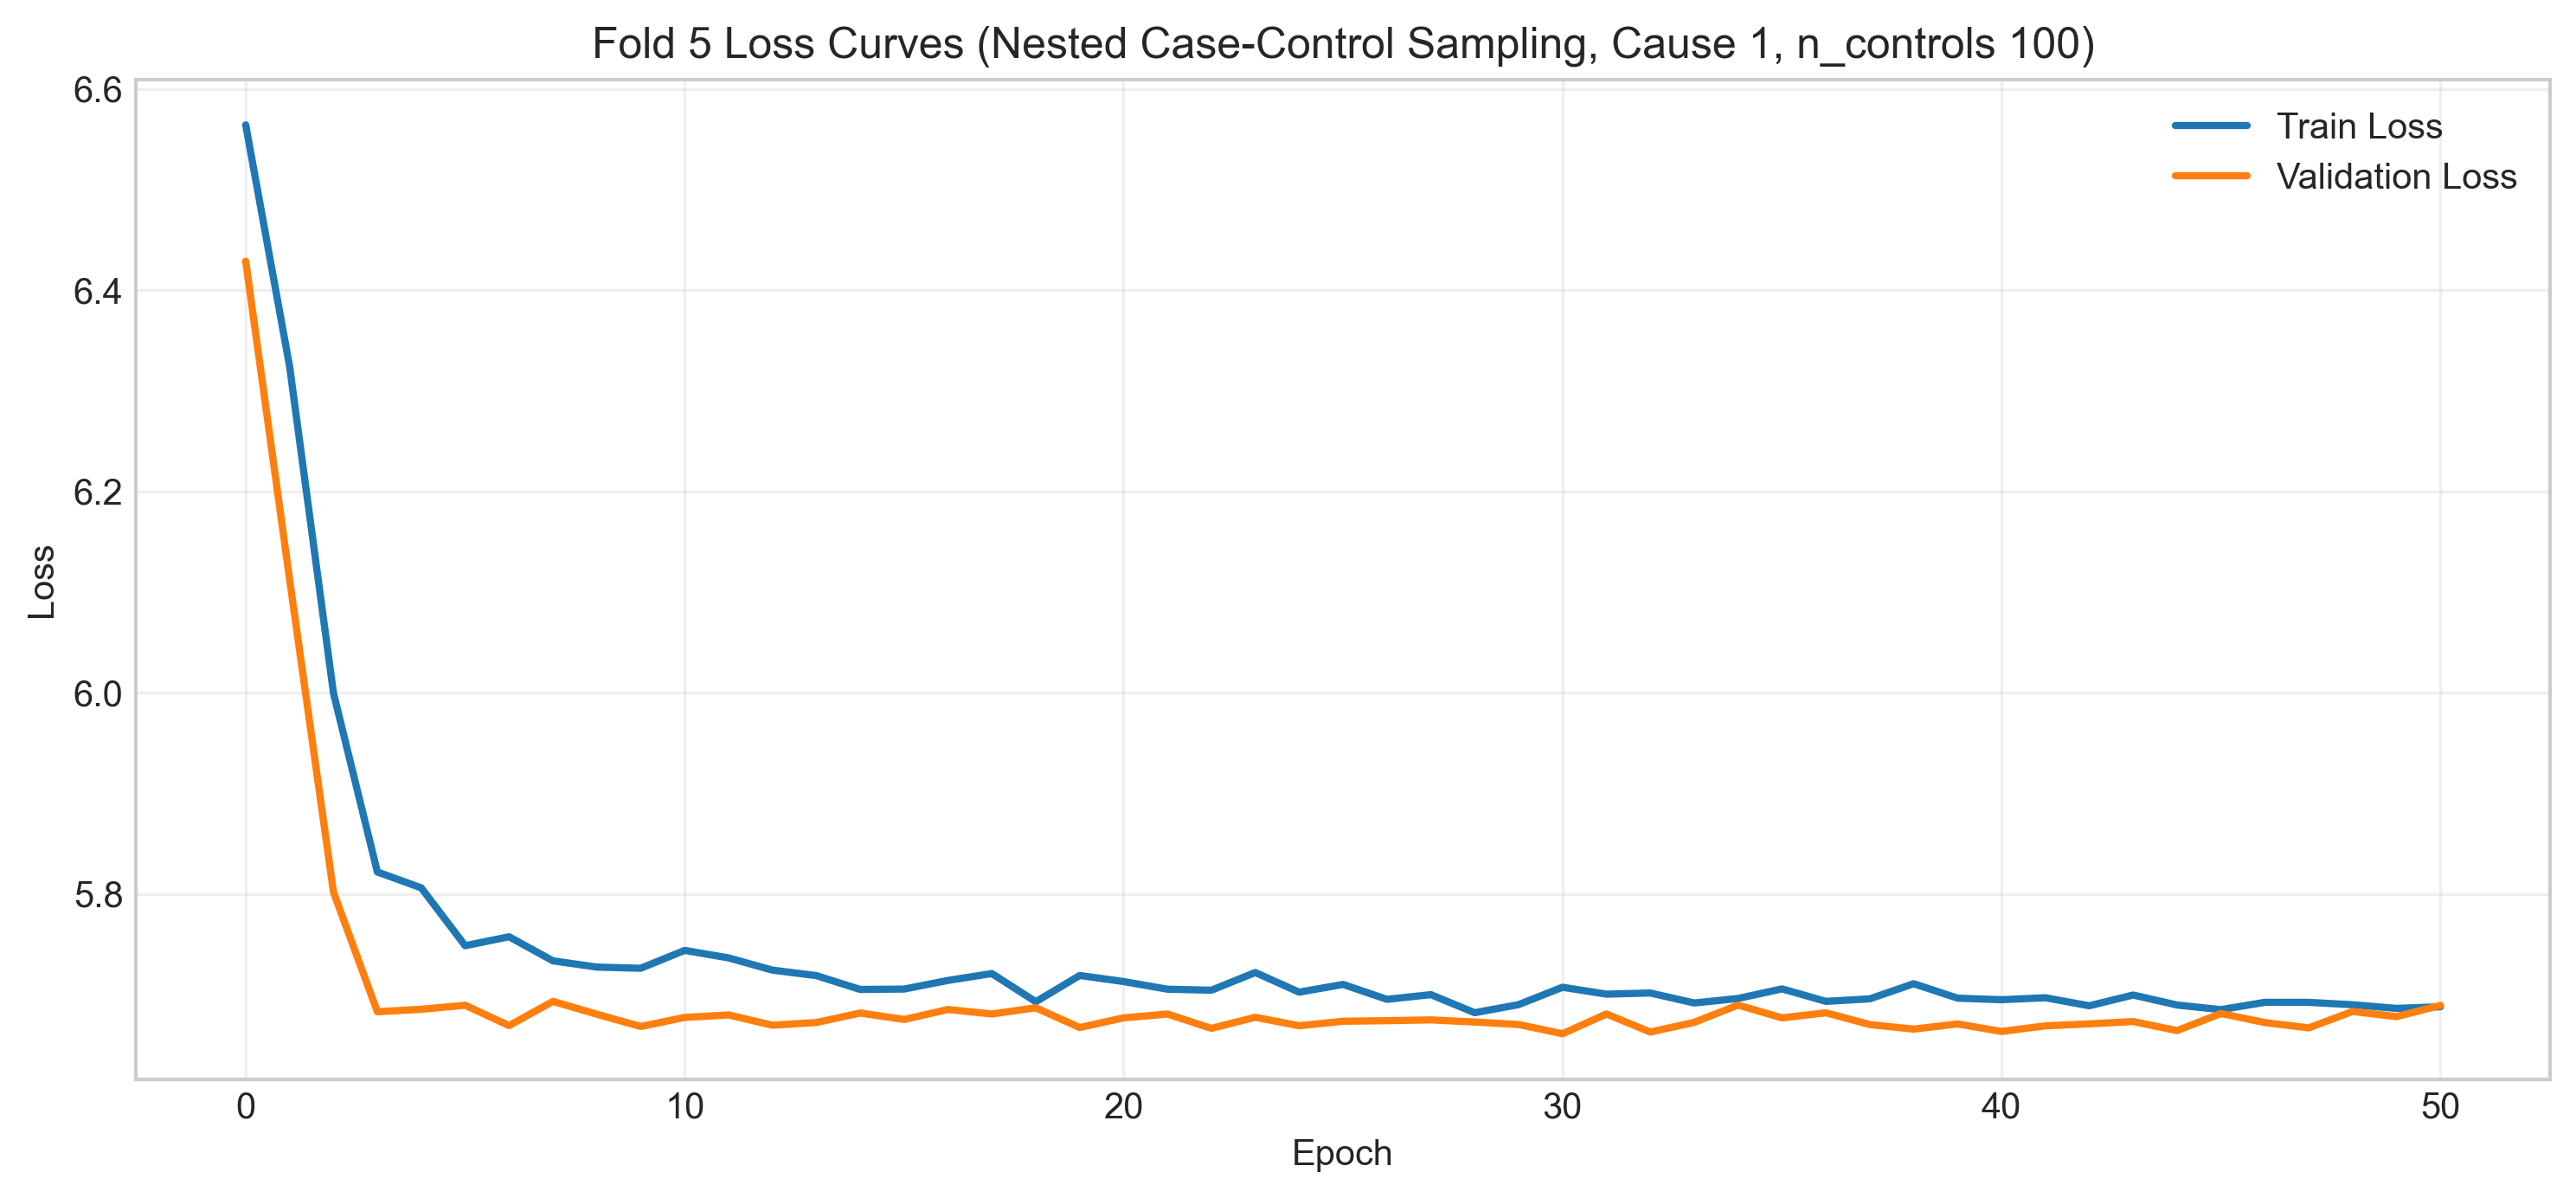 Fold 5 Loss Curves (Nested Case-Control Sampling, Cause 1, n_controls 100)
Train Loss
Validation Loss
6.6
6.4
6.2
6.0
5.8
Loss
0 10 20 30 40 50
Epoch